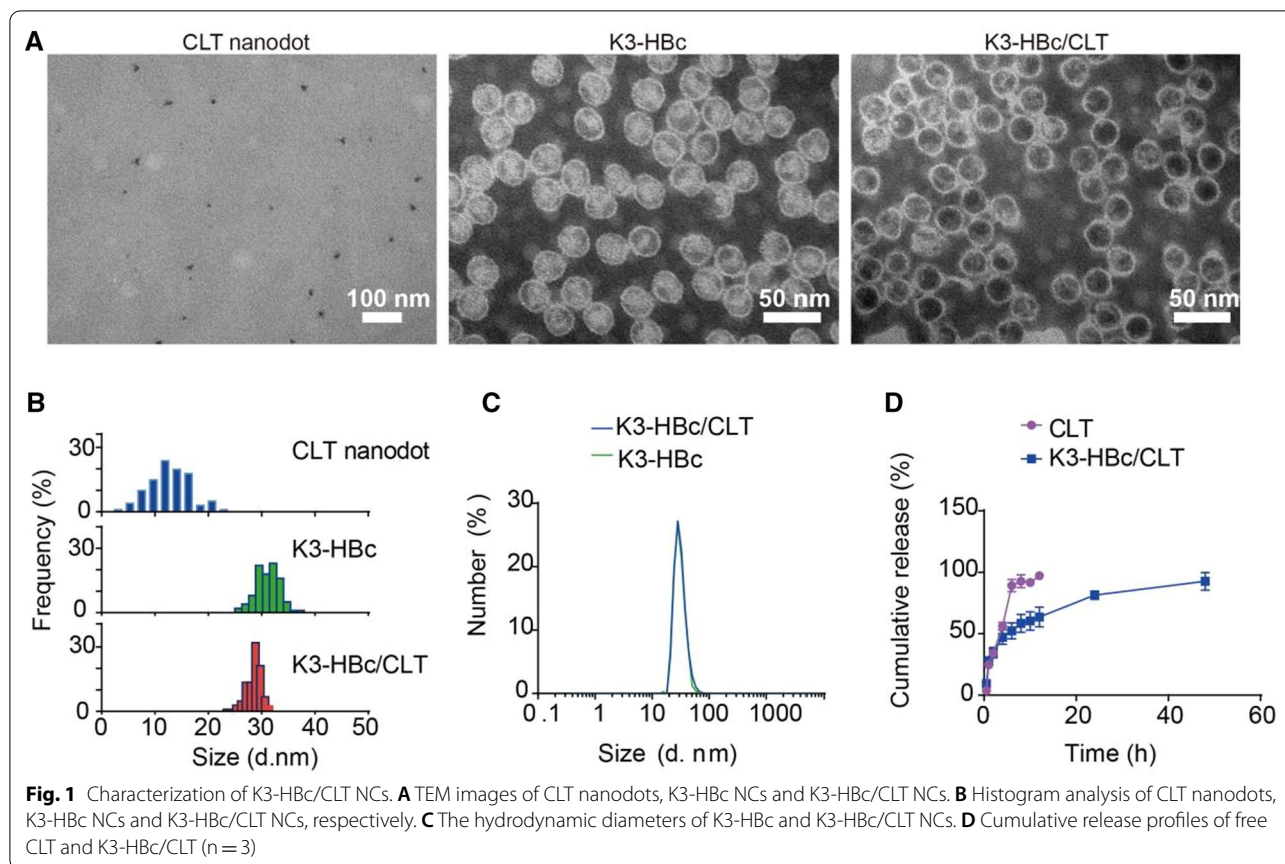 A
CLT nanodot
K3-HBc
K3-HBc/CLT
100 nm
50 nm
50 nm
B
Frequency (%)
30
0
CLT nanodot
30
0
K3-HBc
30
0
K3-HBc/CLT
0 10 20 30 40 50
Size (d.nm)
C
K3-HBc/CLT
K3-HBc
Number (%)
30
20
10
0
0.1 1 10 100 1000
Size (d. nm)
D
CLT
K3-HBc/CLT
Cumulative release (%)
150
100
50
0
0 20 40 60
Time (h)
Fig. 1 Characterization of K3-HBc/CLT NCs. A TEM images of CLT nanodots, K3-HBc NCs and K3-HBc/CLT NCs. B Histogram analysis of CLT nanodots,
K3-HBc NCs and K3-HBc/CLT NCs, respectively. C The hydrodynamic diameters of K3-HBc and K3-HBc/CLT NCs. D Cumulative release profiles of free
CLT and K3-HBc/CLT (n = 3)